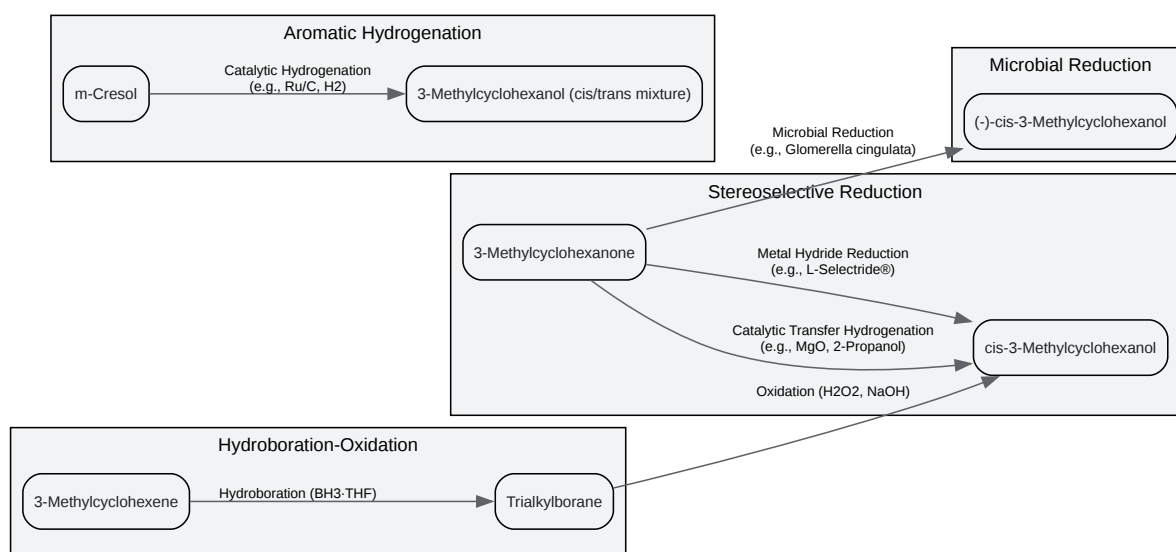 Aromatic Hydrogenation
m-Cresol
Catalytic Hydrogenation
(e.g., Ru/C, H2)
3-Methylcyclohexanol (cis/trans mixture)
Microbial Reduction
(-)-cis-3-Methylcyclohexanol
Microbial Reduction
(e.g., Glomerella cingulata)
Stereoselective Reduction
3-Methylcyclohexanone
Metal Hydride Reduction
(e.g., L-Selectride®)
Catalytic Transfer Hydrogenation
(e.g., MgO, 2-Propanol)
cis-3-Methylcyclohexanol
Oxidation (H2O2, NaOH)
Hydroboration-Oxidation
3-Methylcyclohexene
Hydroboration (BH3·THF)
Trialkylborane